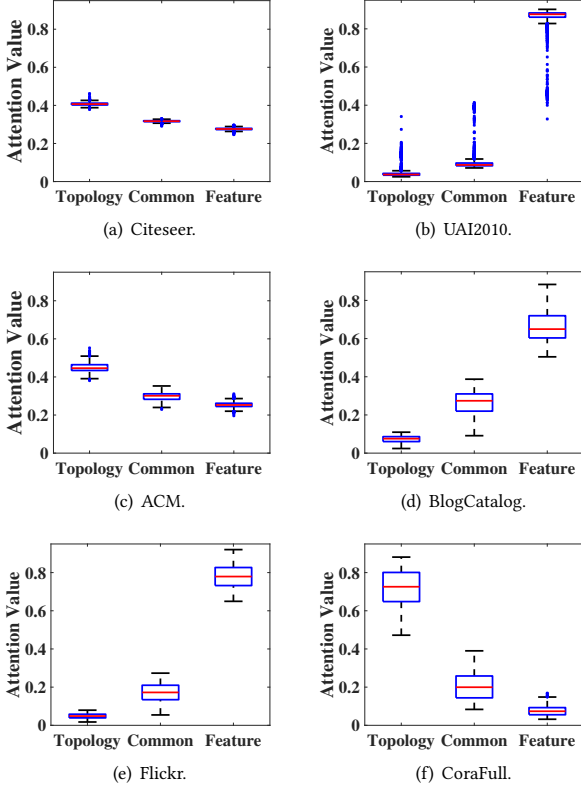 Attention Value
0.8
0.6
0.4
0.2
0
Topology Common Feature
(a) Citeseer.
Attention Value
0.8
0.6
0.4
0.2
0
Topology Common Feature
(b) UAI2010.
Attention Value
0.8
0.6
0.4
0.2
0
Topology Common Feature
(c) ACM.
Attention Value
0.8
0.6
0.4
0.2
0
Topology Common Feature
(d) BlogCatalog.
Attention Value
0.8
0.6
0.4
0.2
0
Topology Common Feature
(e) Flickr.
Attention Value
0.8
0.6
0.4
0.2
0
Topology Common Feature
(f) CoraFull.